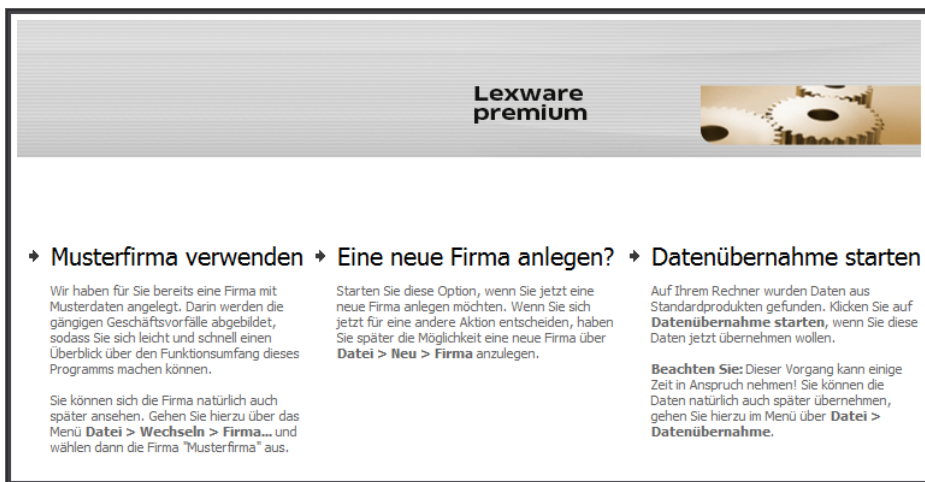 Lexware
premium
Musterfirma verwenden
Wir haben für Sie bereits eine Firma mit
Musterdaten angelegt. Darin werden die
gängigen Geschäftsvorfälle abgebildet,
sodass Sie sich leicht und schnell einen
Überblick über den Funktionsumfang dieses
Programms machen können.
Sie können sich die Firma natürlich auch
später ansehen. Gehen Sie hierzu über das
Menü Datei > Wechseln > Firma... und
wählen dann die Firma "Musterfirma" aus.
Eine neue Firma anlegen?
Starten Sie diese Option, wenn Sie jetzt eine
neue Firma anlegen möchten. Wenn Sie sich
jetzt für eine andere Aktion entscheiden, haben
Sie später die Möglichkeit eine neue Firma über
Datei > Neu > Firma anzulegen.
Datenübernahme starten
Auf Ihrem Rechner wurden Daten aus
Standardprodukten gefunden. Klicken Sie auf
Datenübernahme starten, wenn Sie diese
Daten jetzt übernehmen wollen.
Beachten Sie: Dieser Vorgang kann einige
Zeit in Anspruch nehmen! Sie können die
Daten natürlich auch später übernehmen,
gehen Sie hierzu im Menü über Datei >
Datenübernahme.